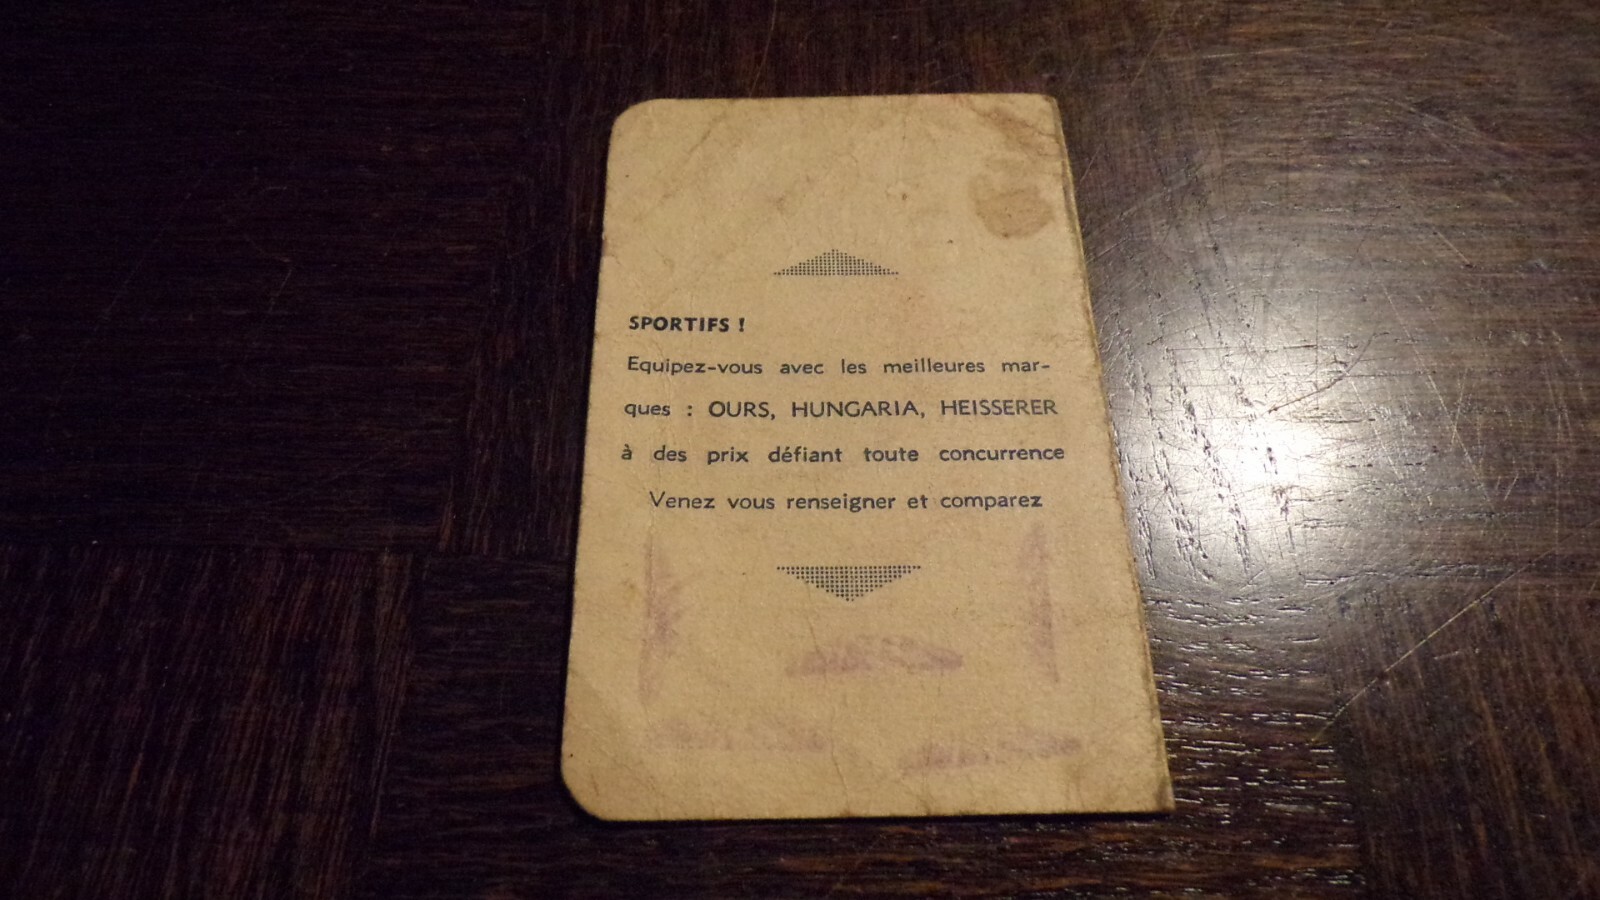 SPORTIFS !
Equipez-vous avec les meilleures mar-
ques : OURS, HUNGARIA, HEISSERER
à des prix défiant toute concurrence
Venez vous renseigner et comparez